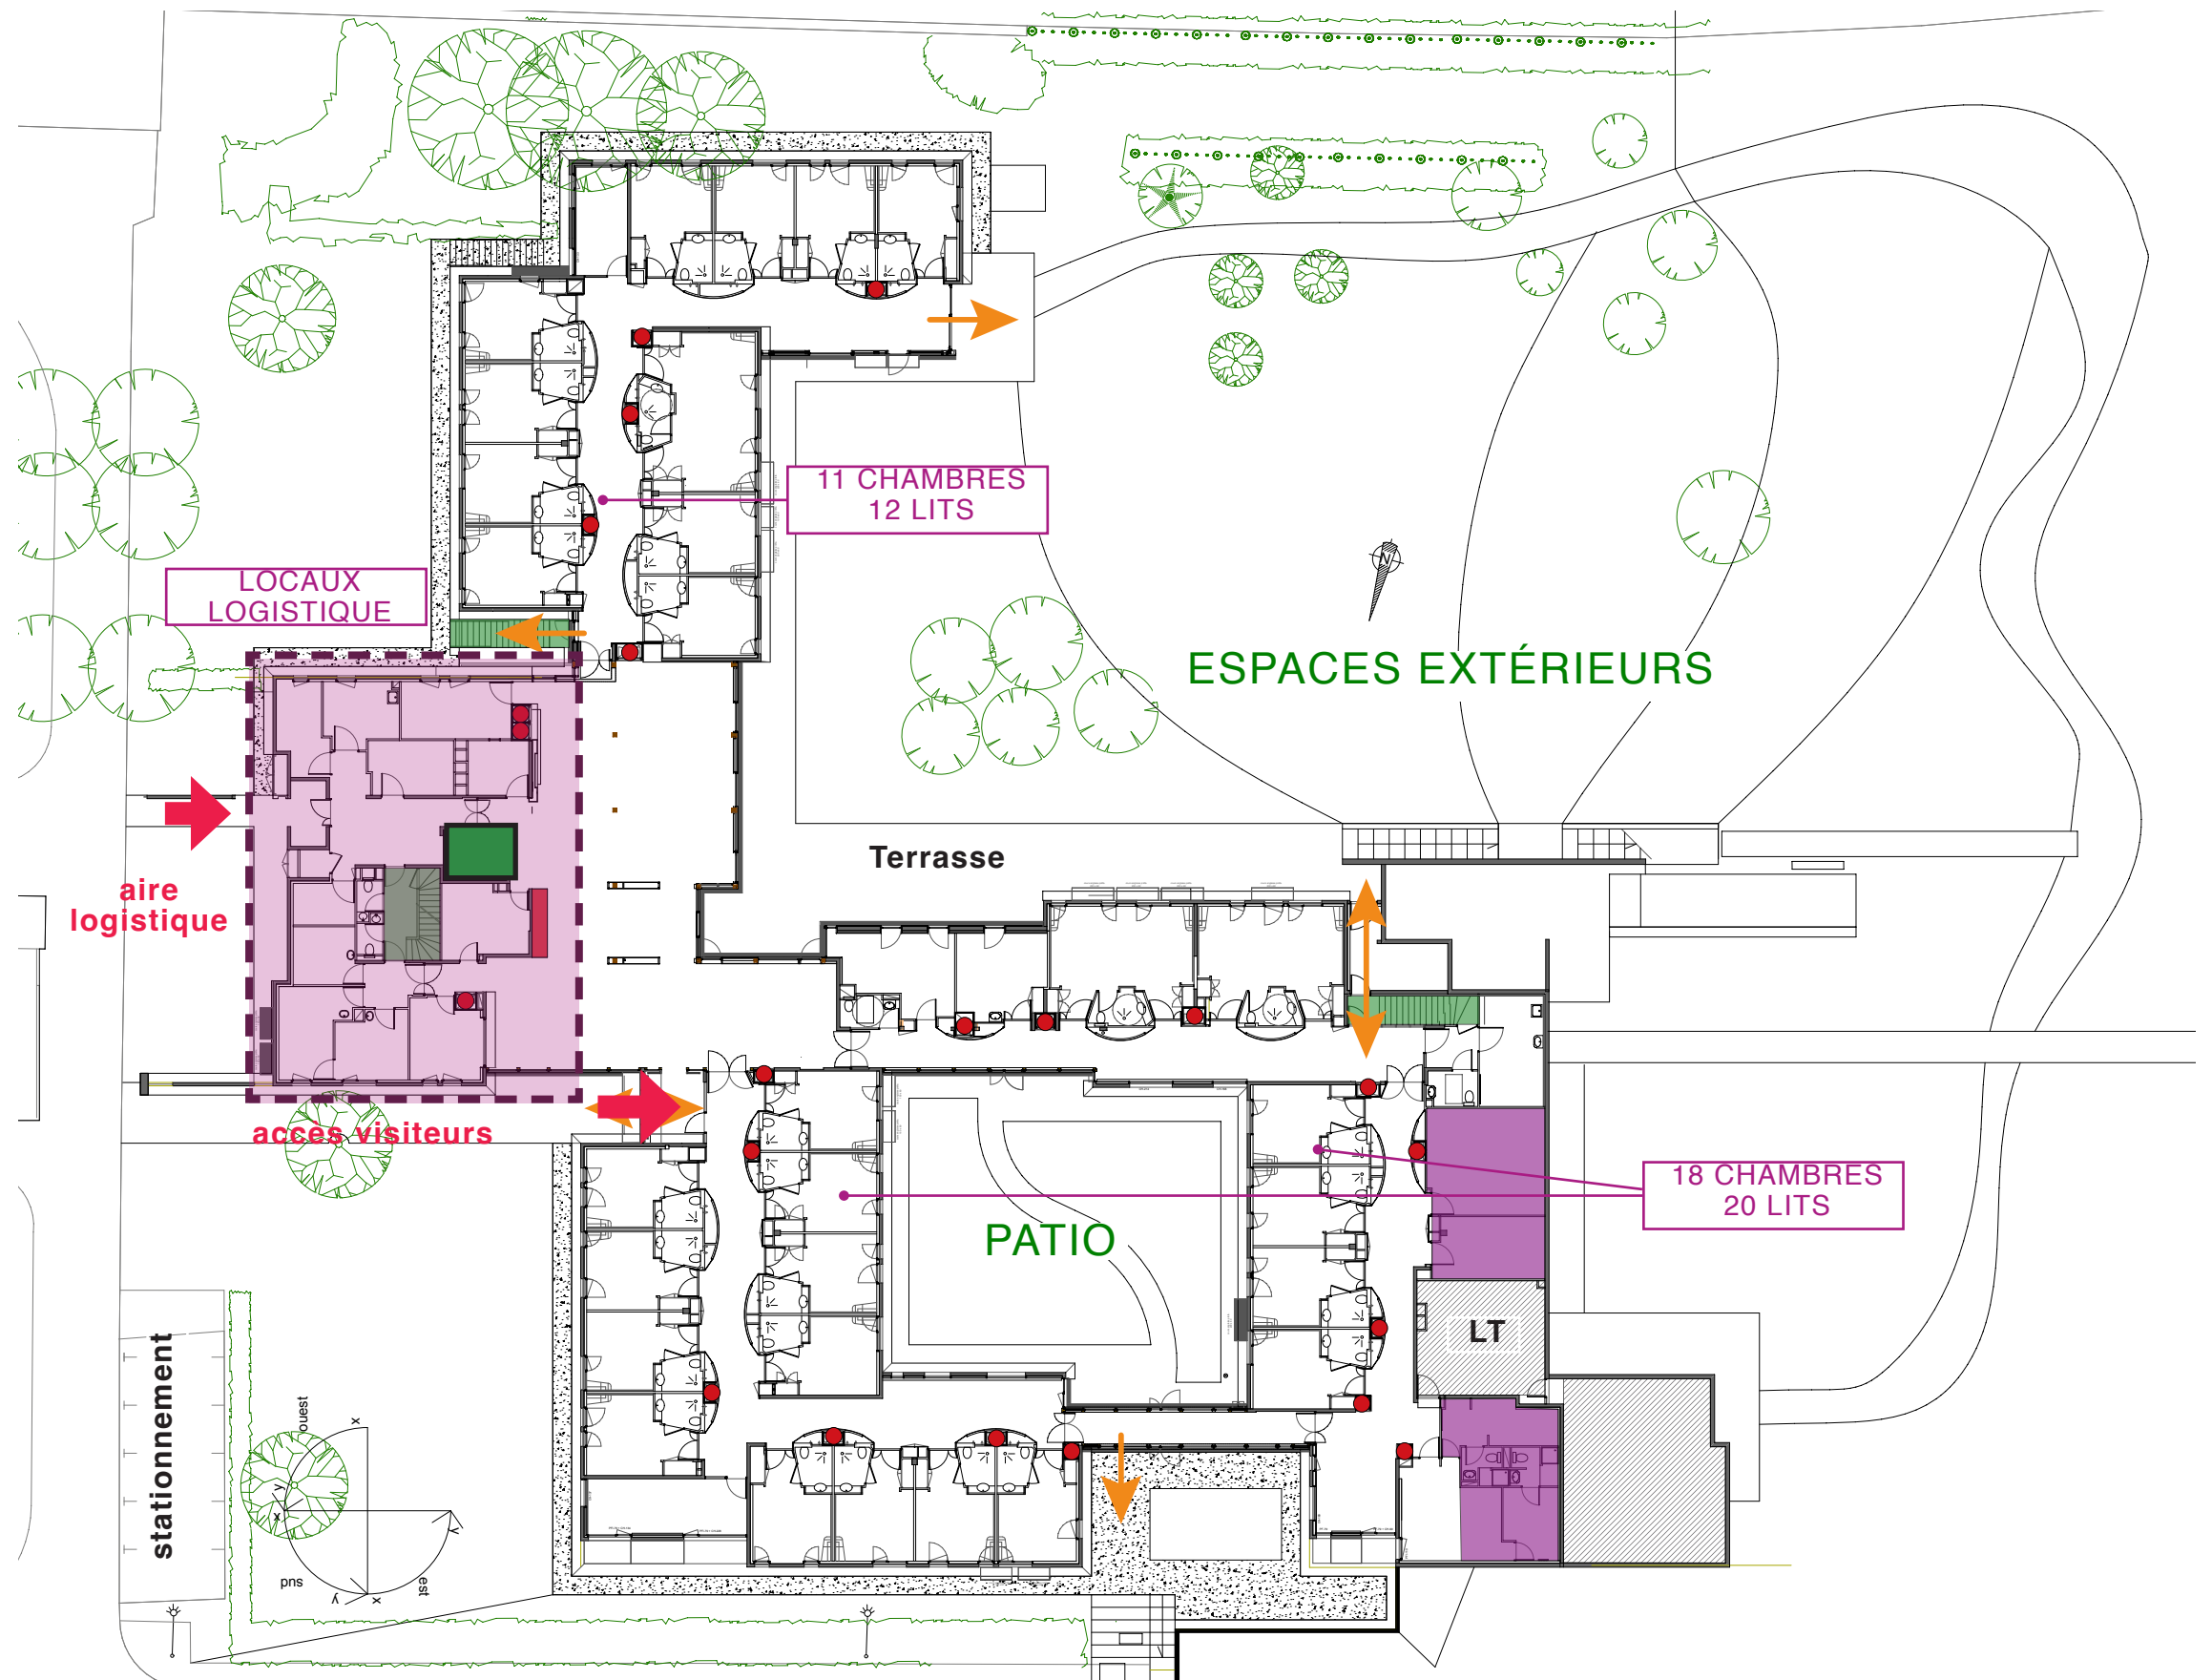 11 CHAMBRES
12 LITS
N
LOCAUX
LOGISTIQUE
ESPACES EXTÉRIEURS
Terrasse
aire
logistique
accès visiteurs
18 CHAMBRES
20 LITS
PATIO
LT
stationnement
ouest
x
y
x
y
sud
est
y
x